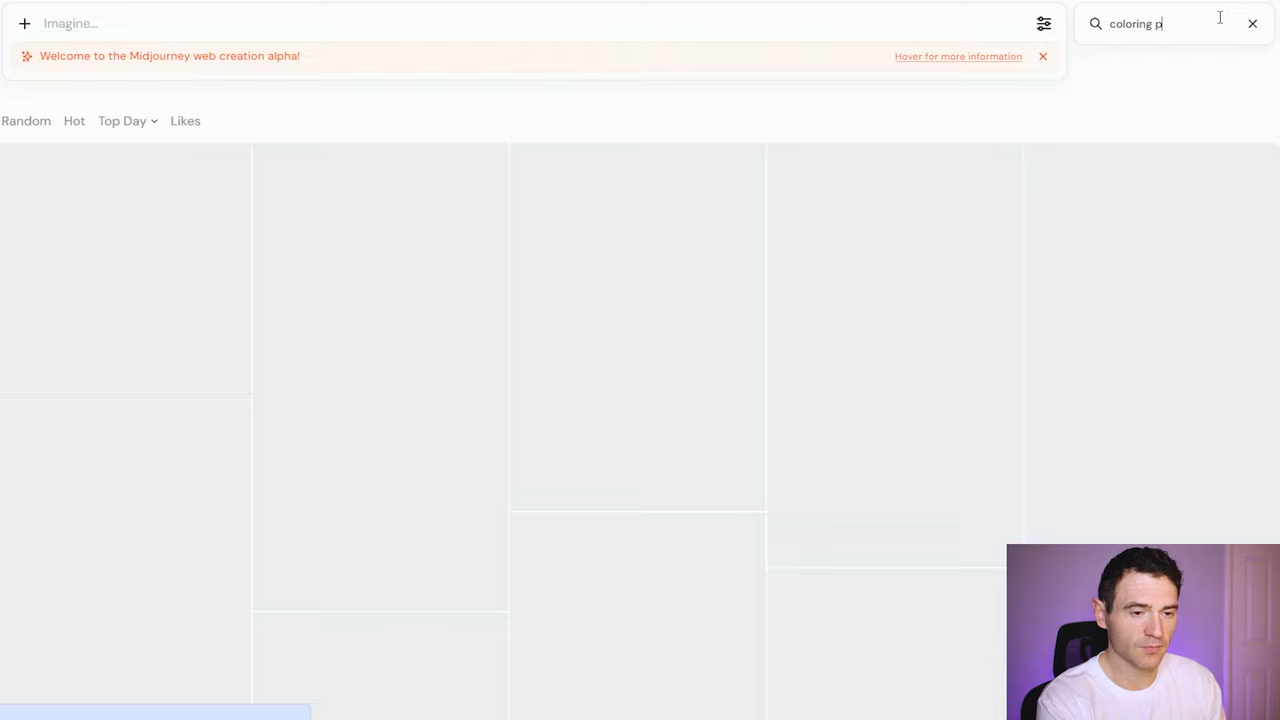 Imagine...
coloring p
Welcome to the Midjourney web creation alpha!
Hover for more information
Random
Hot
Top Day
Likes